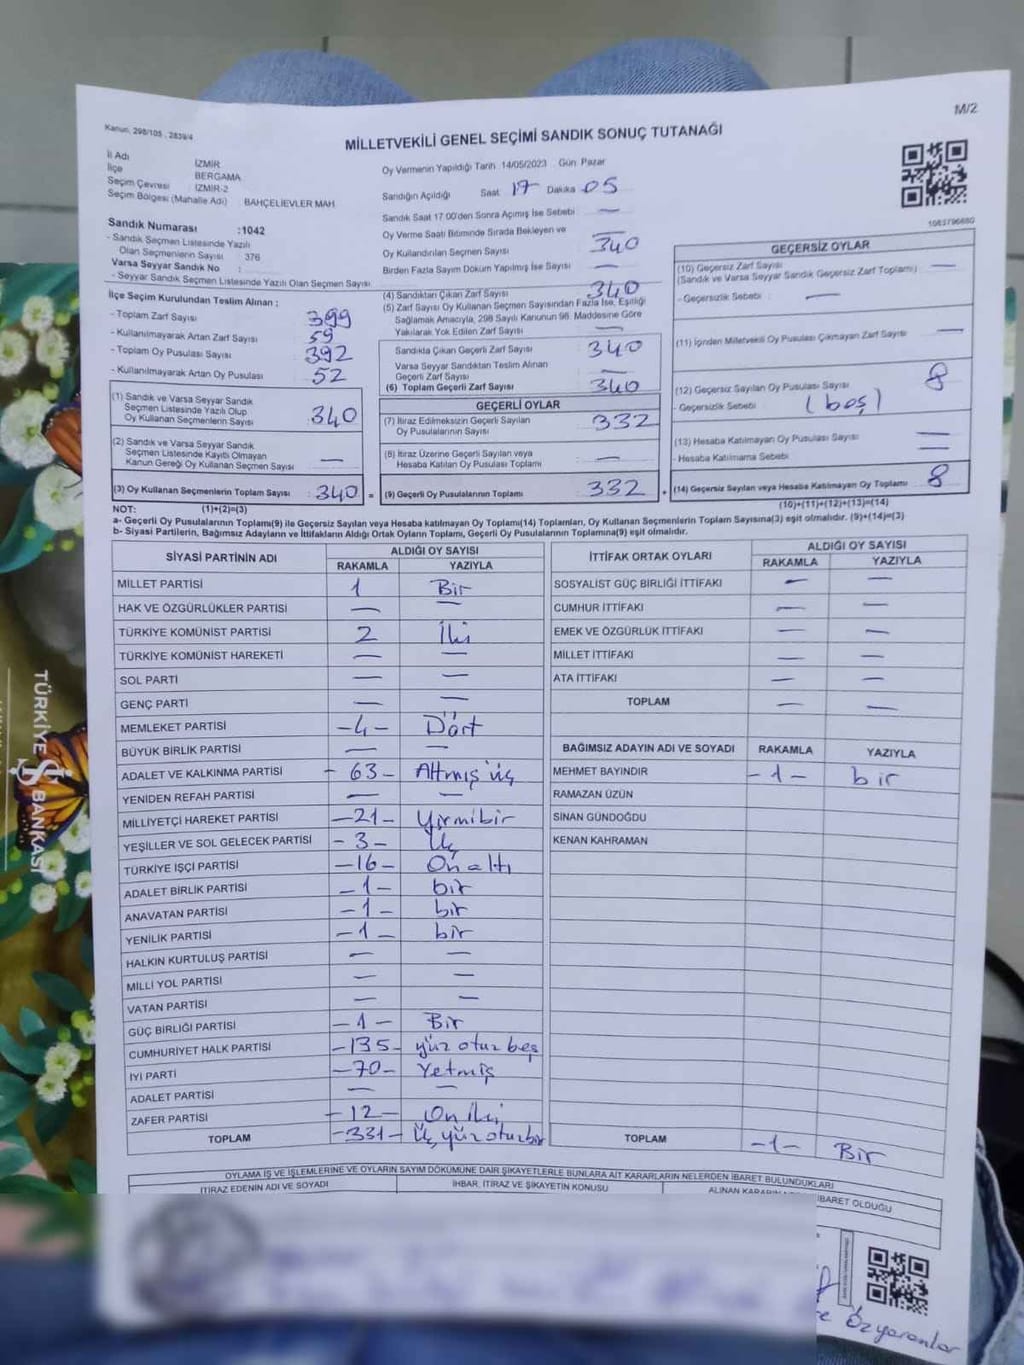 M/2
Kanun, 298/105 , 2839/4
MİLLETVEKİLİ GENEL SEÇİMİ SANDIK SONUÇ TUTANAĞI
İl Adı İZMİR
İlçe BERGAMA
Seçim Çevresi İZMİR-2
Seçim Bölgesi (Mahalle Adı) BAHÇELİEVLER MAH.
Sandık Numarası :1042
- Sandık Seçmen Listesinde Yazılı
Olan Seçmenlerin Sayısı 376
Varsa Seyyar Sandık No :
- Seyyar Sandık Seçmen Listesinde Yazılı Olan Seçmen Sayısı
Oy Vermenin Yapıldığı Tarih :14/05/2023 Gün: Pazar
Sandığın Açıldığı Saat 17 Dakika 05
Sandık Saat 17:00'den Sonra Açımış İse Sebebi —
Oy Verme Saati Bitiminde Sırada Bekleyen ve
Oy Kullandırılan Seçmen Sayısı 340
Birden Fazla Sayım Döküm Yapılmış İse Sayısı —
1083796680
İlçe Seçim Kurulundan Teslim Alınan :
- Toplam Zarf Sayısı 399
- Kullanılmayarak Artan Zarf Sayısı 59
- Toplam Oy Pusulası Sayısı 392
- Kullanılmayarak Artan Oy Pusulası 52
(4) Sandıktan Çıkan Zarf Sayısı 340
(5) Zarf Sayısı Oy Kullanan Seçmen Sayısından Fazla İse, Eşitliği
Sağlamak Amacıyla, 298 Sayılı Kanunun 98. Maddesine Göre
Yakılarak Yok Edilen Zarf Sayısı —
Sandıkta Çıkan Geçerli Zarf Sayısı 340
Varsa Seyyar Sandıktan Teslim Alınan
Geçerli Zarf Sayısı
(6) Toplam Geçerli Zarf Sayısı 340
GEÇERSİZ OYLAR
(10) Geçersiz Zarf Sayısı —
(Sandık ve Varsa Seyyar Sandık Geçersiz Zarf Toplamı)
- Geçersizlik Sebebi : —
(11) İçinden Milletvekili Oy Pusulası Çıkmayan Zarf Sayısı —
(12) Geçersiz Sayılan Oy Pusulası Sayısı 8
- Geçersizlik Sebebi (beş)
(13) Hesaba Katılmayan Oy Pusulası Sayısı —
- Hesaba Katılmama Sebebi —
(14) Geçersiz Sayılan veya Hesaba Katılmayan Oy Toplamı 8
(10)+(11)+(12)+(13)=(14)
(1) Sandık ve Varsa Seyyar Sandık
Seçmen Listesinde Yazılı Olup
Oy Kullanan Seçmenlerin Sayısı 340
(2) Sandık ve Varsa Seyyar Sandık
Seçmen Listesinde Kayıtlı Olmayan
Kanun Gereği Oy Kullanan Seçmen Sayısı —
(3) Oy Kullanan Seçmenlerin Toplam Sayısı 340 =
(1)+(2)=(3)
GEÇERLİ OYLAR
(7) İtiraz Edilmeksizin Geçerli Sayılan
Oy Pusulalarının Sayısı 332
(8) İtiraz Üzerine Geçerli Sayılan veya
Hesaba Katılan Oy Pusulası Toplamı —
(9) Geçerli Oy Pusulalarının Toplamı 332 +
NOT:
a- Geçerli Oy Pusulalarının Toplamı(9) ile Geçersiz Sayılan veya Hesaba katılmayan Oy Toplamı(14) Toplamları, Oy Kullanan Seçmenlerin Toplam Sayısına(3) eşit olmalıdır. (9)+(14)=(3)
b- Siyasi Partilerin, Bağımsız Adayların ve İttifakların Aldığı Ortak Oyların Toplamı, Geçerli Oy Pusulalarının Toplamına(9) eşit olmalıdır.
SİYASİ PARTİNİN ADI ALDIĞI OY SAYISI
RAKAMLA YAZIYLA
MİLLET PARTİSİ 1 Bir
HAK VE ÖZGÜRLÜKLER PARTİSİ — —
TÜRKİYE KOMÜNİST PARTİSİ 2 İki
TÜRKİYE KOMÜNİST HAREKETİ — —
SOL PARTİ — —
GENÇ PARTİ — —
MEMLEKET PARTİSİ -4- Dört
BÜYÜK BİRLİK PARTİSİ — —
ADALET VE KALKINMA PARTİSİ - 63 - Altmış üç
YENİDEN REFAH PARTİSİ — —
MİLLİYETÇİ HAREKET PARTİSİ -21- Yirmibir
YEŞİLLER VE SOL GELECEK PARTİSİ - 3 - Üç
TÜRKİYE İŞÇİ PARTİSİ -16- On altı
ADALET BİRLİK PARTİSİ -1- bir
ANAVATAN PARTİSİ -1- bir
YENİLİK PARTİSİ -1- bir
HALKIN KURTULUŞ PARTİSİ — —
MİLLİ YOL PARTİSİ — —
VATAN PARTİSİ — —
GÜÇ BİRLİĞİ PARTİSİ -1- Bir
CUMHURİYET HALK PARTİSİ -135- yüz otuz beş
İYİ PARTİ -70- Yetmiş
ADALET PARTİSİ — —
ZAFER PARTİSİ -12- On iki
TOPLAM -331- Üç yüz otuzbir
İTTİFAK ORTAK OYLARI ALDIĞI OY SAYISI
RAKAMLA YAZIYLA
SOSYALİST GÜÇ BİRLİĞİ İTTİFAKI — —
CUMHUR İTTİFAKI — —
EMEK VE ÖZGÜRLÜK İTTİFAKI — —
MİLLET İTTİFAKI — —
ATA İTTİFAKI — —
TOPLAM — —
BAĞIMSIZ ADAYIN ADI VE SOYADI RAKAMLA YAZIYLA
MEHMET BAYINDIR -1- bir
RAMAZAN ÜZÜN
SİNAN GÜNDOĞDU
KENAN KAHRAMAN
TOPLAM -1- Bir
OYLAMA İŞ VE İŞLEMLERİNE VE OYLARIN SAYIM DÖKÜMÜNE DAİR ŞİKAYETLERLE BUNLARA AİT KARARLARIN NELERDEN İBARET BULUNDUKLARI
İTİRAZ EDENİN ADI VE SOYADI İHBAR, İTİRAZ VE ŞİKAYETİN KONUSU ALINAN İBARET OLDUĞU
Özyaranlar
TÜRKİYE İŞ BANKASI